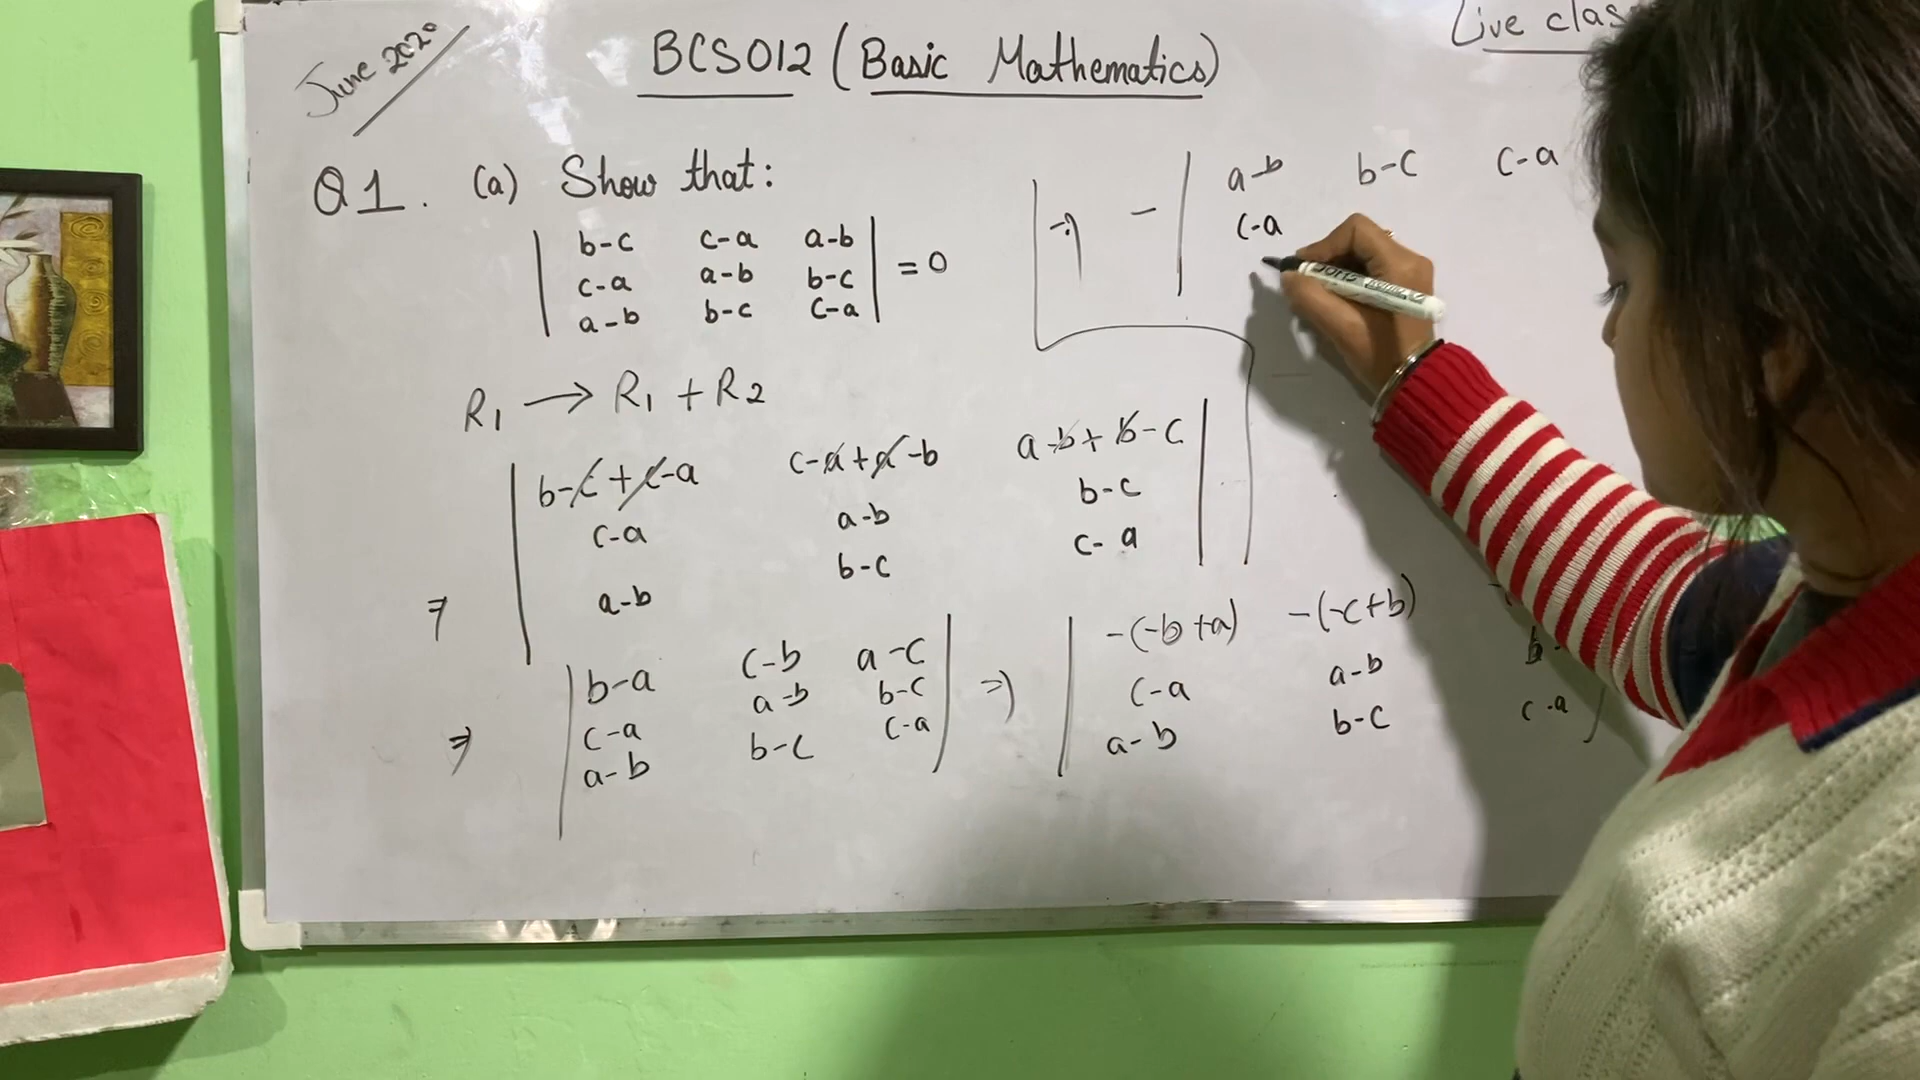 June 2020
BCS012 (Basic Mathematics)
Live clas
Q1. (a) Show that:
| b-c c-a a-b |
| c-a a-b b-c | = 0
| a-b b-c c-a |
R1 → R1 + R2
| b-c+c-a c-a+a-b a-b+b-c |
| c-a a-b b-c |
| a-b b-c c-a |
⇒ | b-a c-b a-c |
| c-a a-b b-c |
| a-b b-c c-a |
⇒ | -(-b+a) -(-c+b)
| c-a a-b b-
| a-b b-c c-a |
⇒ - | a-b b-c c-a
| c-a